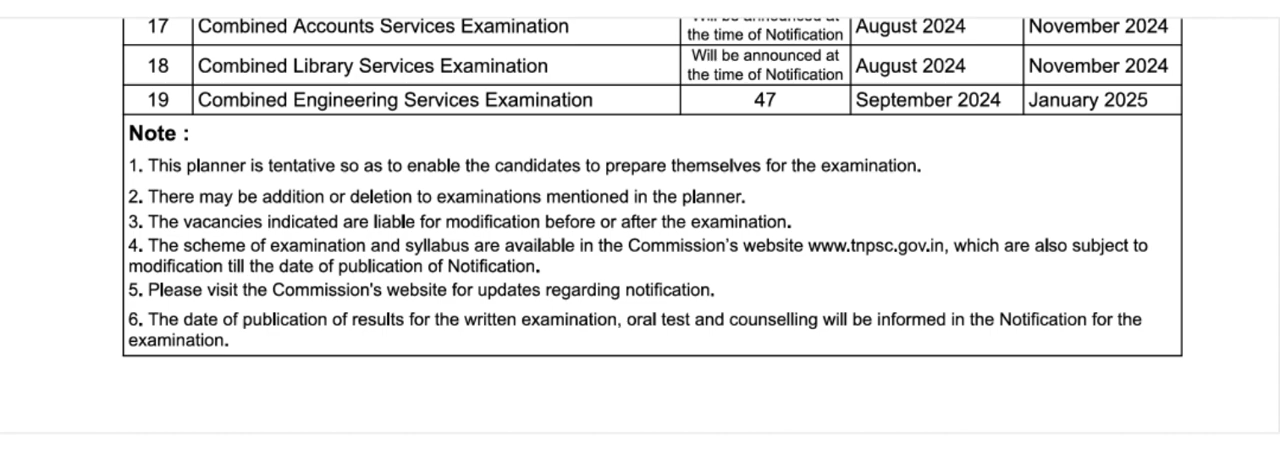 17 Combined Accounts Services Examination Will be announced at the time of Notification August 2024 November 2024
18 Combined Library Services Examination Will be announced at the time of Notification August 2024 November 2024
19 Combined Engineering Services Examination 47 September 2024 January 2025
Note :
1. This planner is tentative so as to enable the candidates to prepare themselves for the examination.
2. There may be addition or deletion to examinations mentioned in the planner.
3. The vacancies indicated are liable for modification before or after the examination.
4. The scheme of examination and syllabus are available in the Commission's website www.tnpsc.gov.in, which are also subject to
modification till the date of publication of Notification.
5. Please visit the Commission's website for updates regarding notification.
6. The date of publication of results for the written examination, oral test and counselling will be informed in the Notification for the
examination.